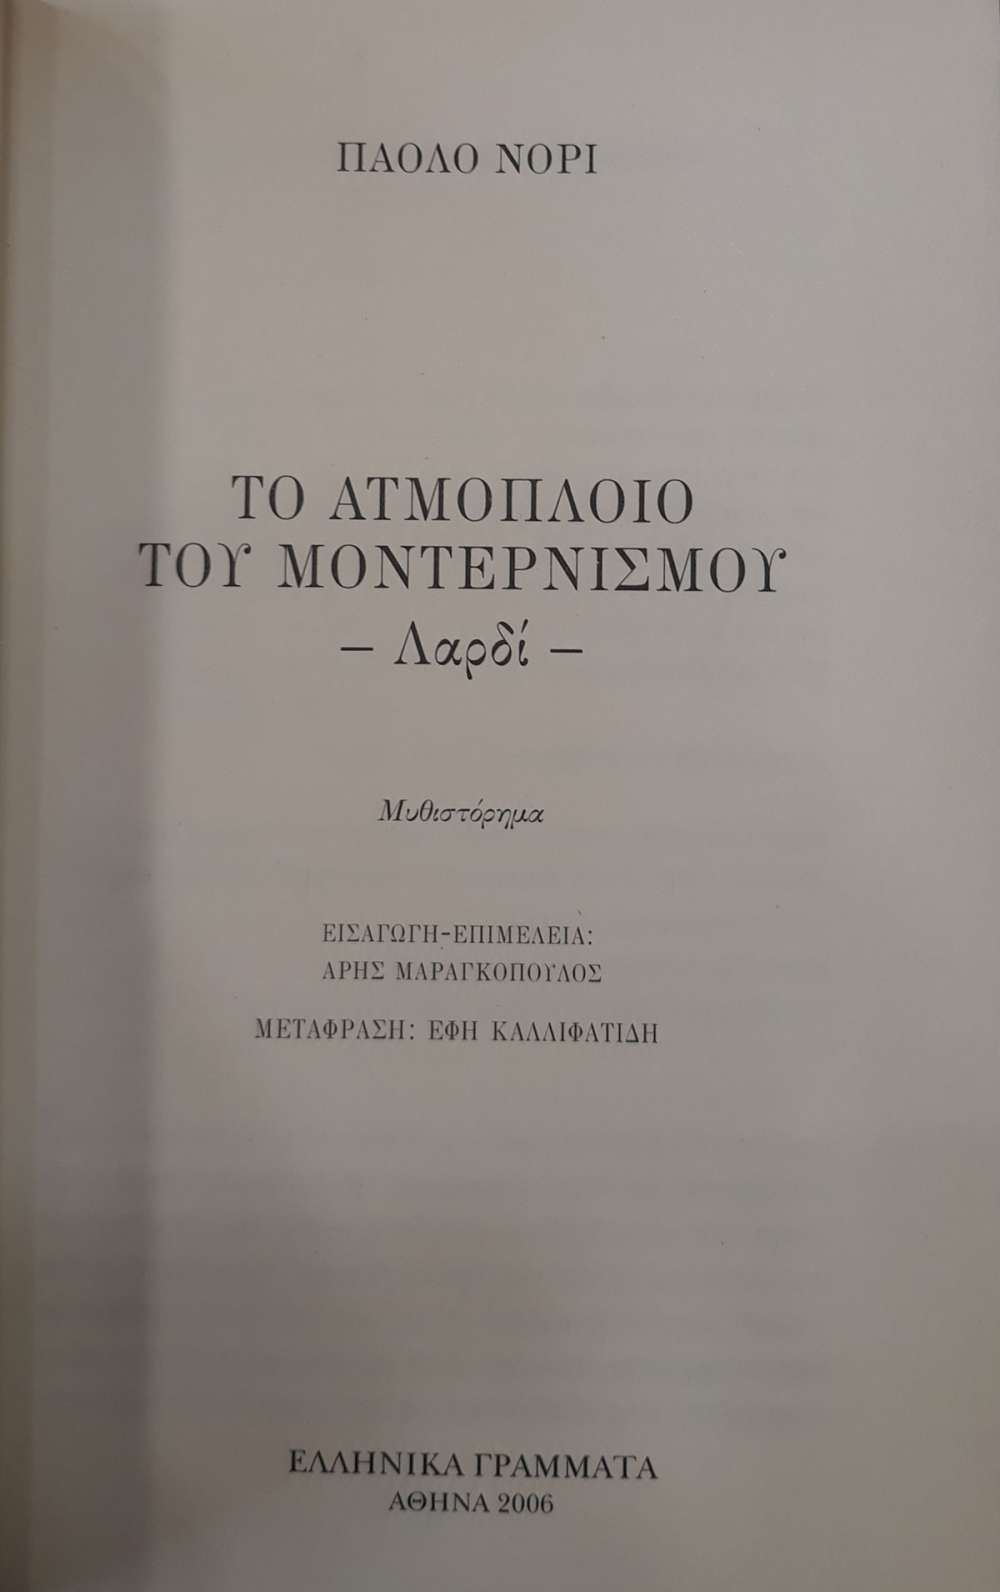 ΠΑΟΛΟ ΝΟΡΙ
ΤΟ ΑΤΜΟΠΛΟΙΟ
ΤΟΥ ΜΟΝΤΕΡΝΙΣΜΟΥ
– Λαρδί –
Μυθιστόρημα
ΕΙΣΑΓΩΓΗ-ΕΠΙΜΕΛΕΙΑ:
ΑΡΗΣ ΜΑΡΑΓΚΟΠΟΥΛΟΣ
ΜΕΤΑΦΡΑΣΗ: ΕΦΗ ΚΑΛΛΙΦΑΤΙΔΗ
ΕΛΛΗΝΙΚΑ ΓΡΑΜΜΑΤΑ
ΑΘΗΝΑ 2006